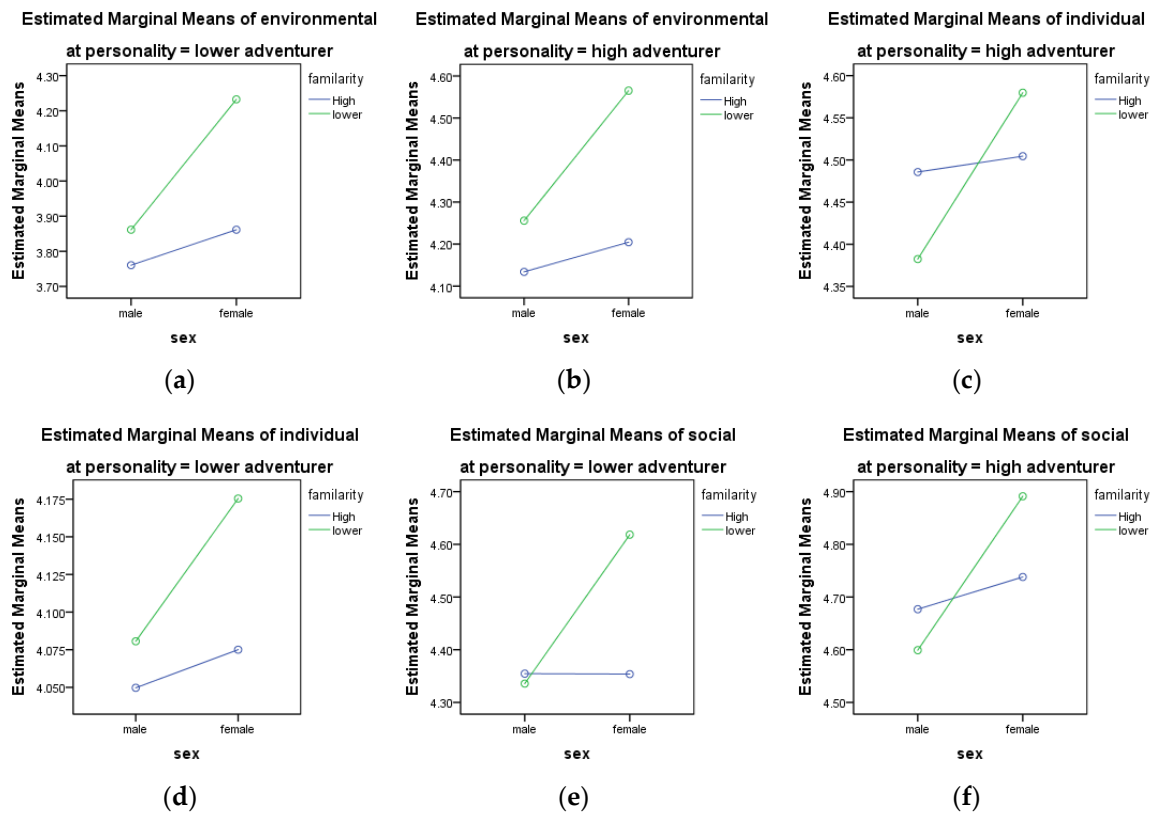 Estimated Marginal Means of environmental
at personality = lower adventurer
Estimated Marginal Means
4.30
4.20
4.10
4.00
3.90
3.80
3.70
male
female
sex
familarity
High
lower
(a)
Estimated Marginal Means of environmental
at personality = high adventurer
Estimated Marginal Means
4.60
4.50
4.40
4.30
4.20
4.10
male
female
sex
familarity
High
lower
(b)
Estimated Marginal Means of individual
at personality = high adventurer
Estimated Marginal Means
4.60
4.55
4.50
4.45
4.40
4.35
male
female
sex
familarity
High
lower
(c)
Estimated Marginal Means of individual
at personality = lower adventurer
Estimated Marginal Means
4.175
4.150
4.125
4.100
4.075
4.050
male
female
sex
familarity
High
lower
(d)
Estimated Marginal Means of social
at personality = lower adventurer
Estimated Marginal Means
4.70
4.60
4.50
4.40
4.30
male
female
sex
familarity
High
lower
(e)
Estimated Marginal Means of social
at personality = high adventurer
Estimated Marginal Means
4.90
4.80
4.70
4.60
4.50
male
female
sex
familarity
High
lower
(f)